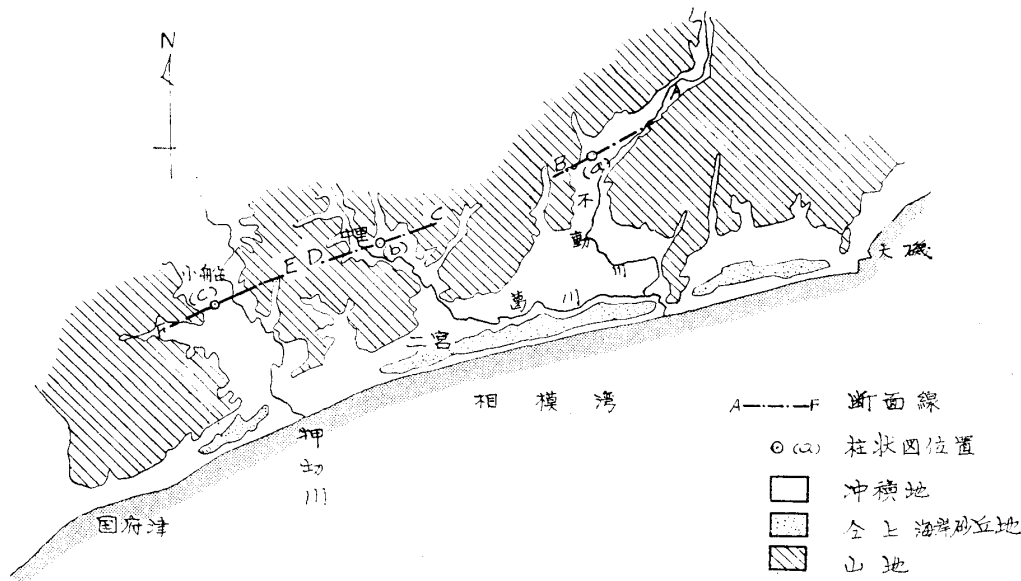 N
A
B
(a)
不動川
中里
(b)
C
D
E
小船
(C)
F
葛川
二宮
大磯
相模湾
押切川
国府津
A F 断面線
(a) 柱状図位置
沖積地
仝上 海岸砂丘地
山地